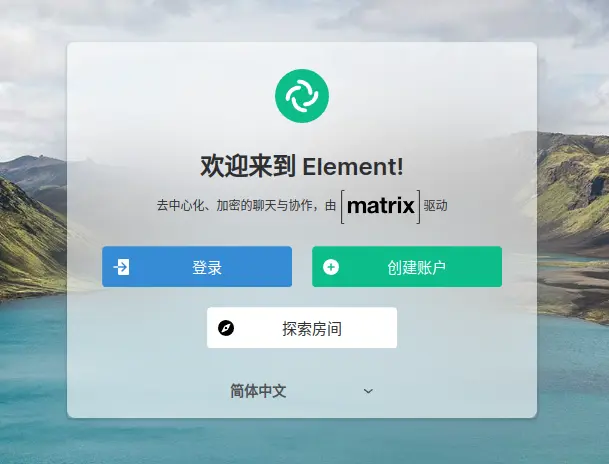 欢迎来到 Element!
去中心化、加密的聊天与协作，由 [matrix] 驱动
登录
创建账户
探索房间
简体中文